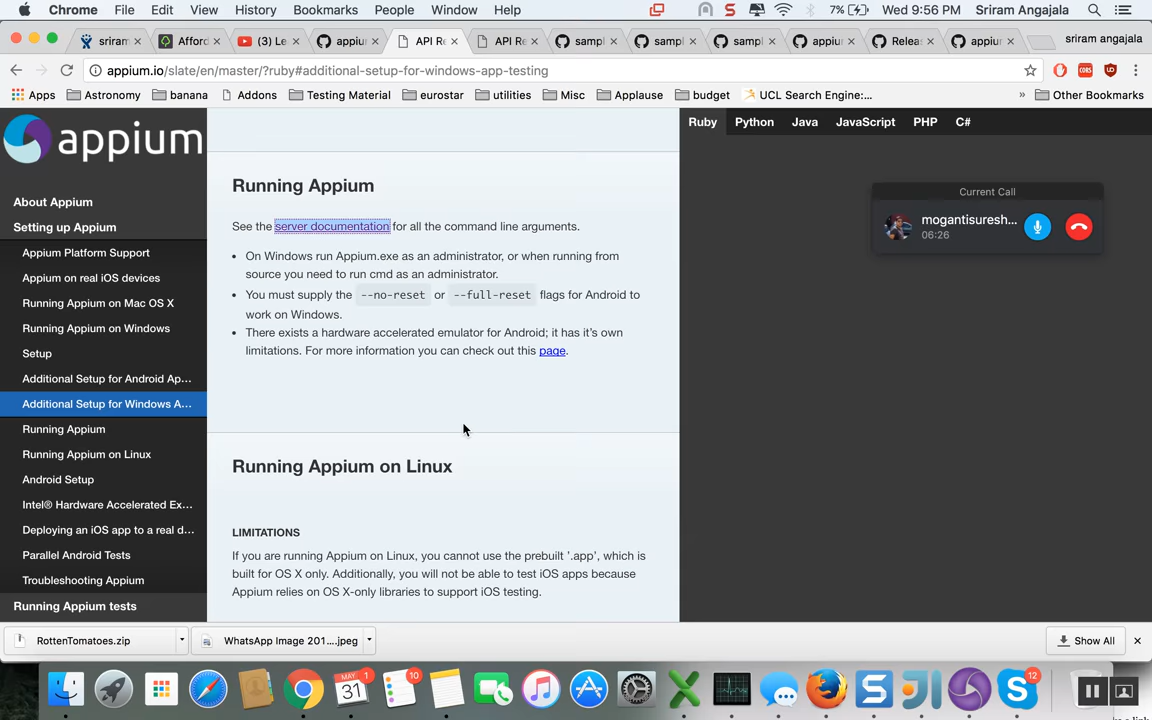 Chrome File Edit View History Bookmarks People Window Help 7% Wed 9:56 PM Sriram Angajala
sriram Afford (3) Le appiu API Re API Re sampl sampl sampl appiu Relea appiu sriram angajala
appium.io/slate/en/master/?ruby#additional-setup-for-windows-app-testing
Apps Astronomy banana Addons Testing Material eurostar utilities Misc Applause budget UCL Search Engine:... » Other Bookmarks
appium
About Appium
Setting up Appium
Appium Platform Support
Appium on real iOS devices
Running Appium on Mac OS X
Running Appium on Windows
Setup
Additional Setup for Android Ap...
Additional Setup for Windows A...
Running Appium
Running Appium on Linux
Android Setup
Intel® Hardware Accelerated Ex...
Deploying an iOS app to a real d...
Parallel Android Tests
Troubleshooting Appium
Running Appium tests
Running Appium
See the server documentation for all the command line arguments.
• On Windows run Appium.exe as an administrator, or when running from
source you need to run cmd as an administrator.
• You must supply the --no-reset or --full-reset flags for Android to
work on Windows.
• There exists a hardware accelerated emulator for Android; it has it's own
limitations. For more information you can check out this page.
Running Appium on Linux
LIMITATIONS
If you are running Appium on Linux, you cannot use the prebuilt '.app', which is
built for OS X only. Additionally, you will not be able to test iOS apps because
Appium relies on OS X-only libraries to support iOS testing.
Ruby Python Java JavaScript PHP C#
Current Call
mogantisuresh...
06:26
RottenTomatoes.zip WhatsApp Image 201....jpeg Show All
MAY
31 1 10 12